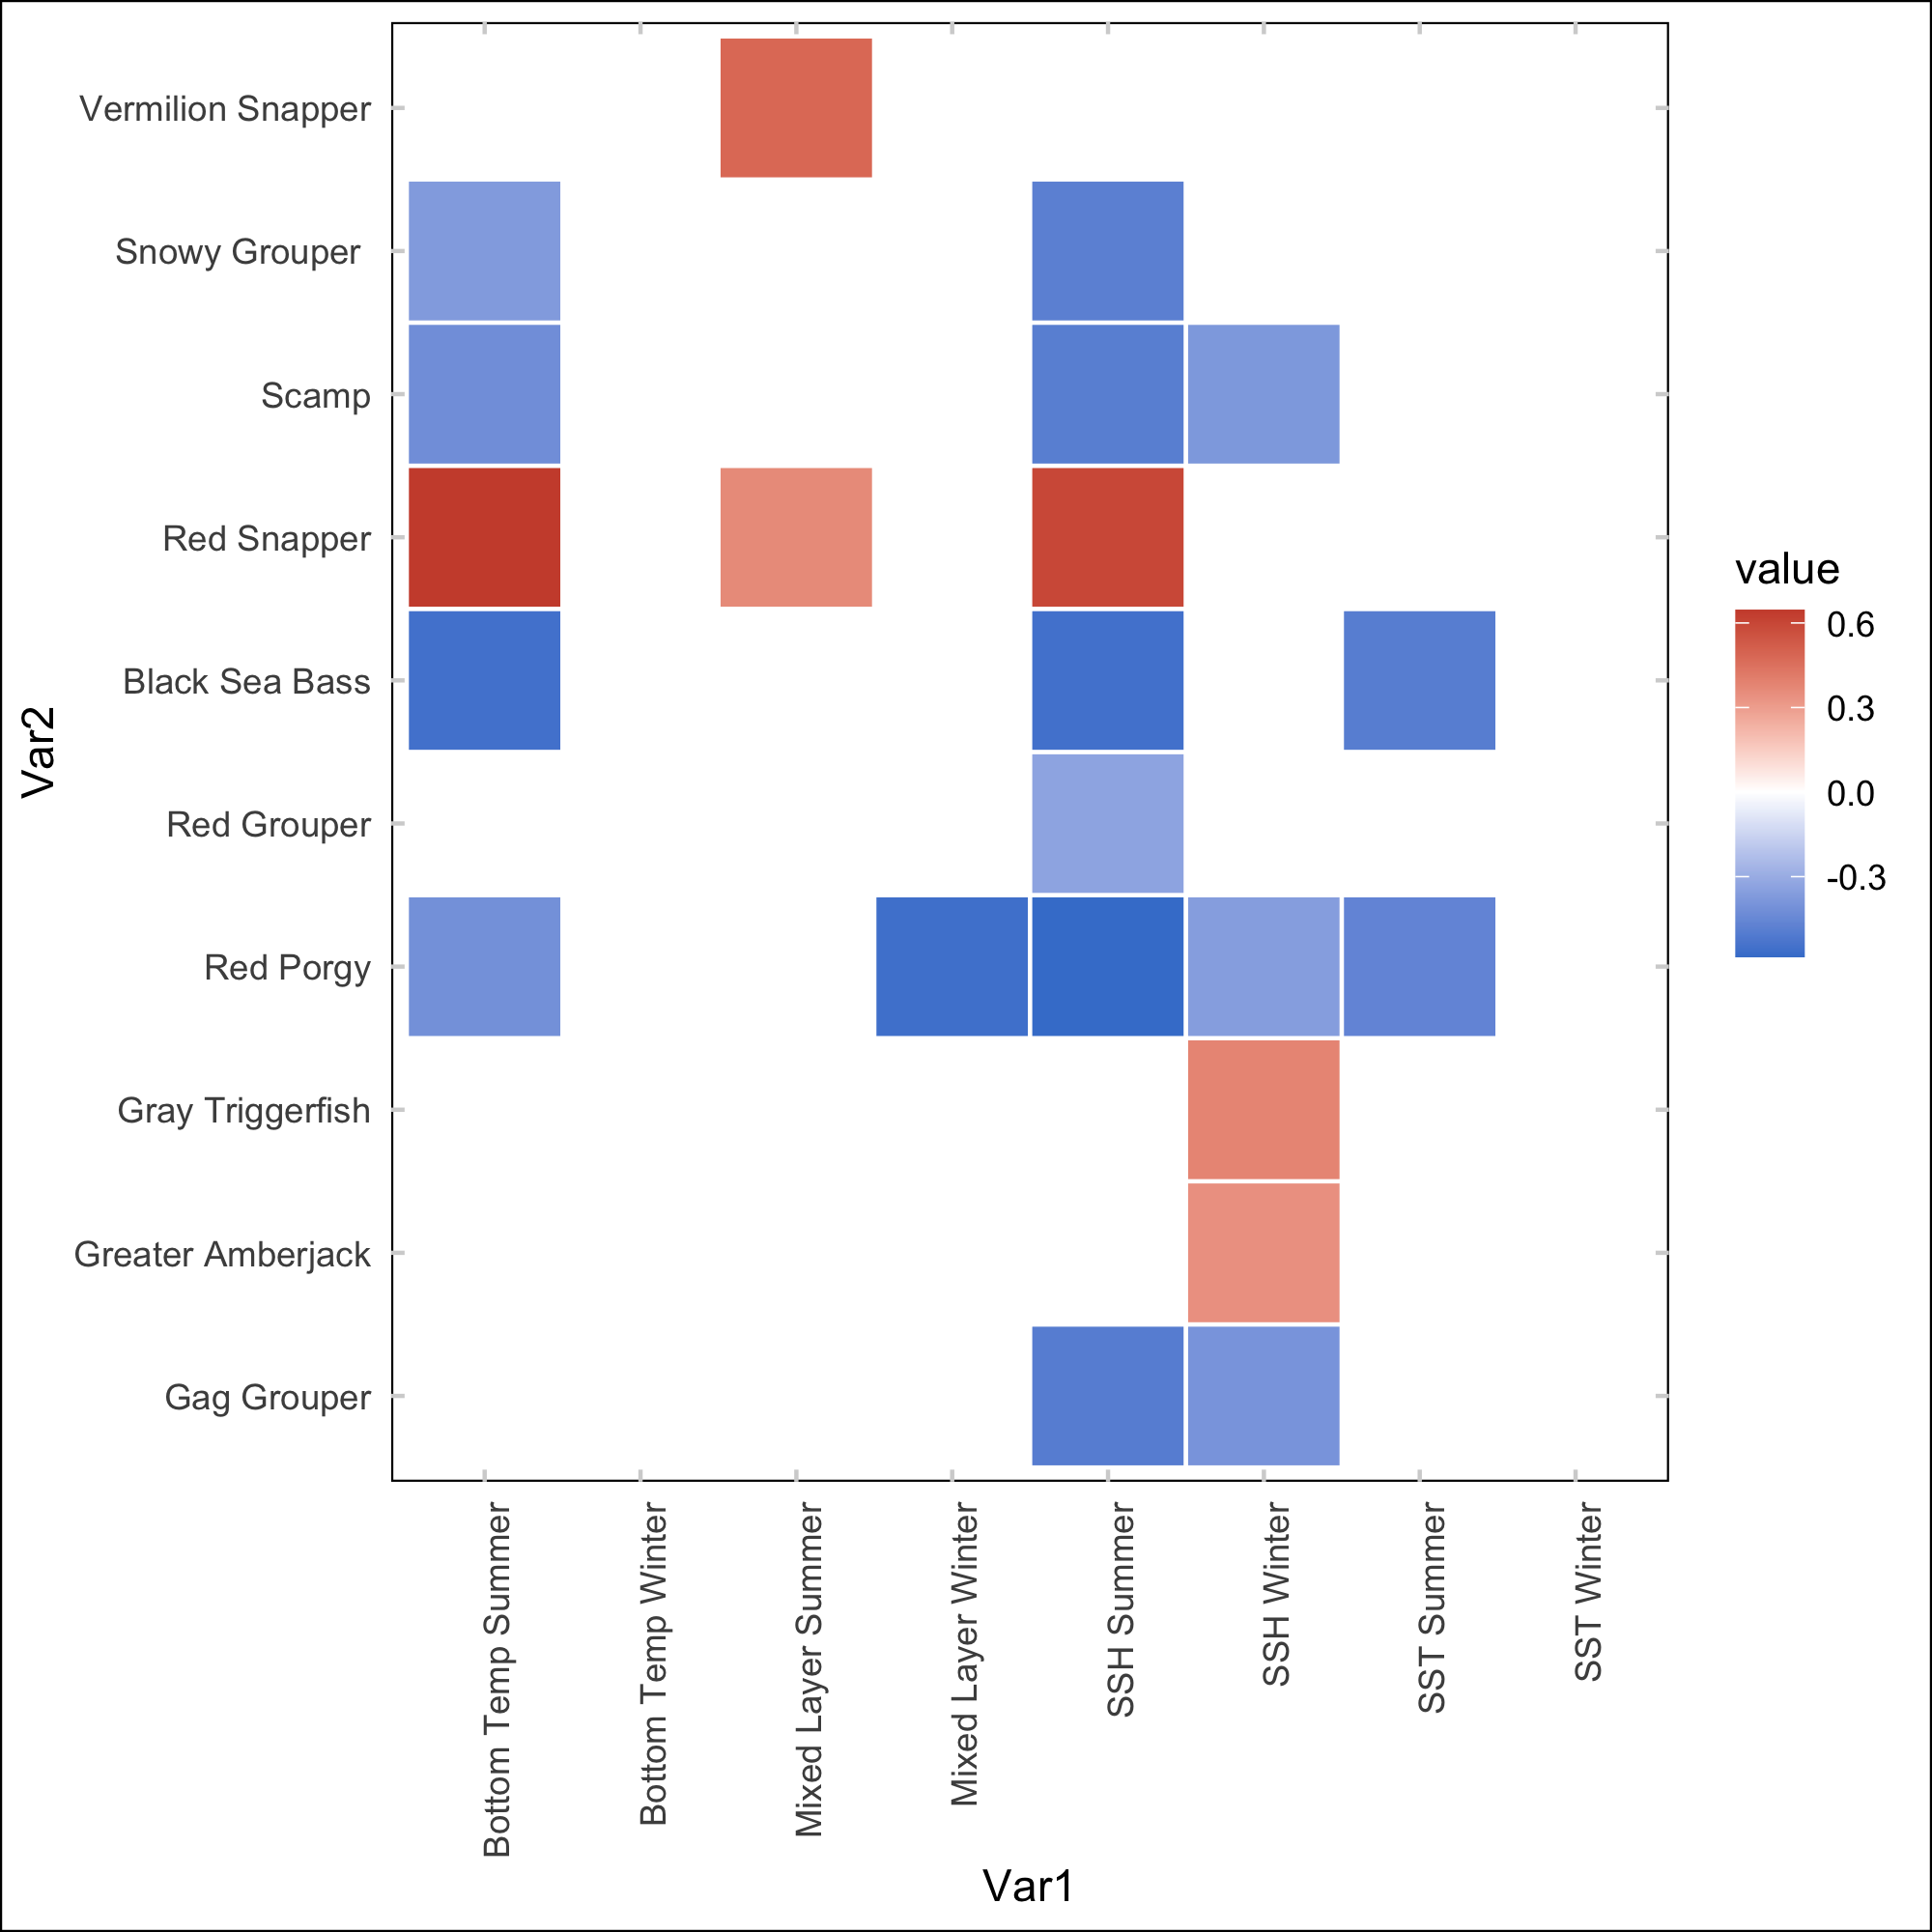 Vermilion Snapper
Snowy Grouper
Scamp
Red Snapper
Black Sea Bass
Red Grouper
Red Porgy
Gray Triggerfish
Greater Amberjack
Gag Grouper
Var2
Bottom Temp Summer
Bottom Temp Winter
Mixed Layer Summer
Mixed Layer Winter
SSH Summer
SSH Winter
SST Summer
SST Winter
Var1
value
0.6
0.3
0.0
-0.3